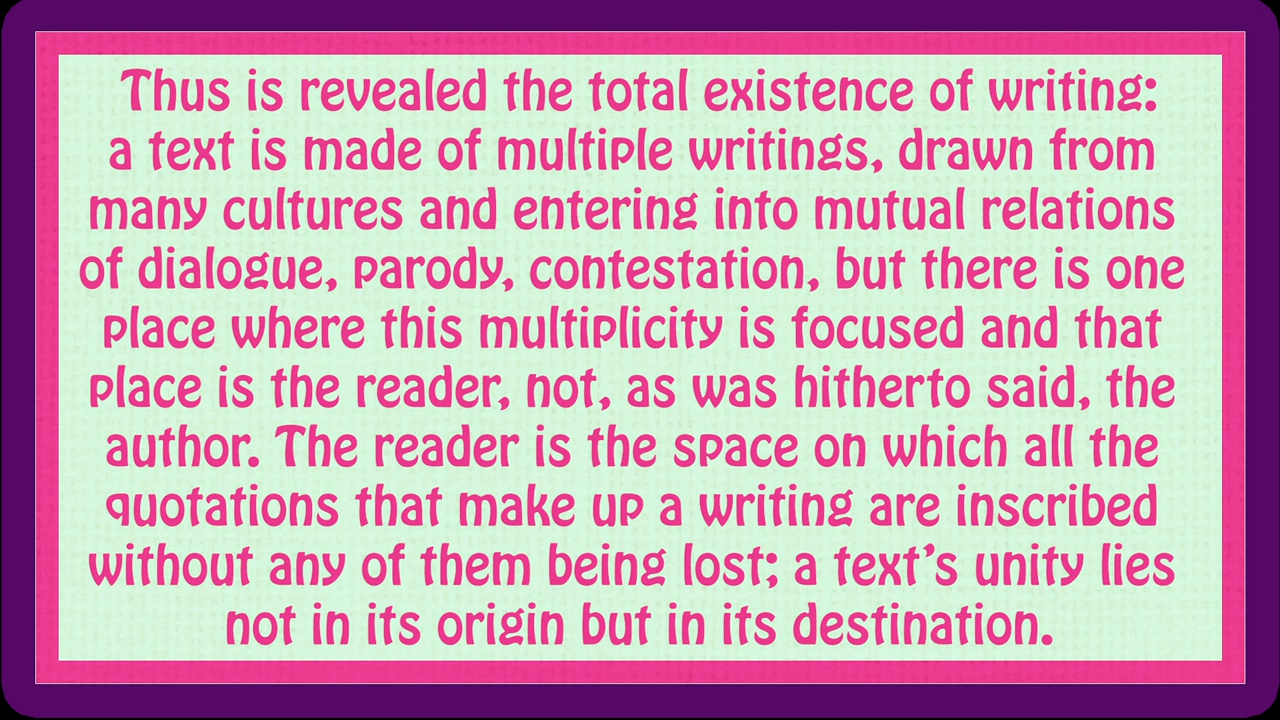 Thus is revealed the total existence of writing:
a text is made of multiple writings, drawn from
many cultures and entering into mutual relations
of dialogue, parody, contestation, but there is one
place where this multiplicity is focused and that
place is the reader, not, as was hitherto said, the
author. The reader is the space on which all the
quotations that make up a writing are inscribed
without any of them being lost; a text’s unity lies
not in its origin but in its destination.